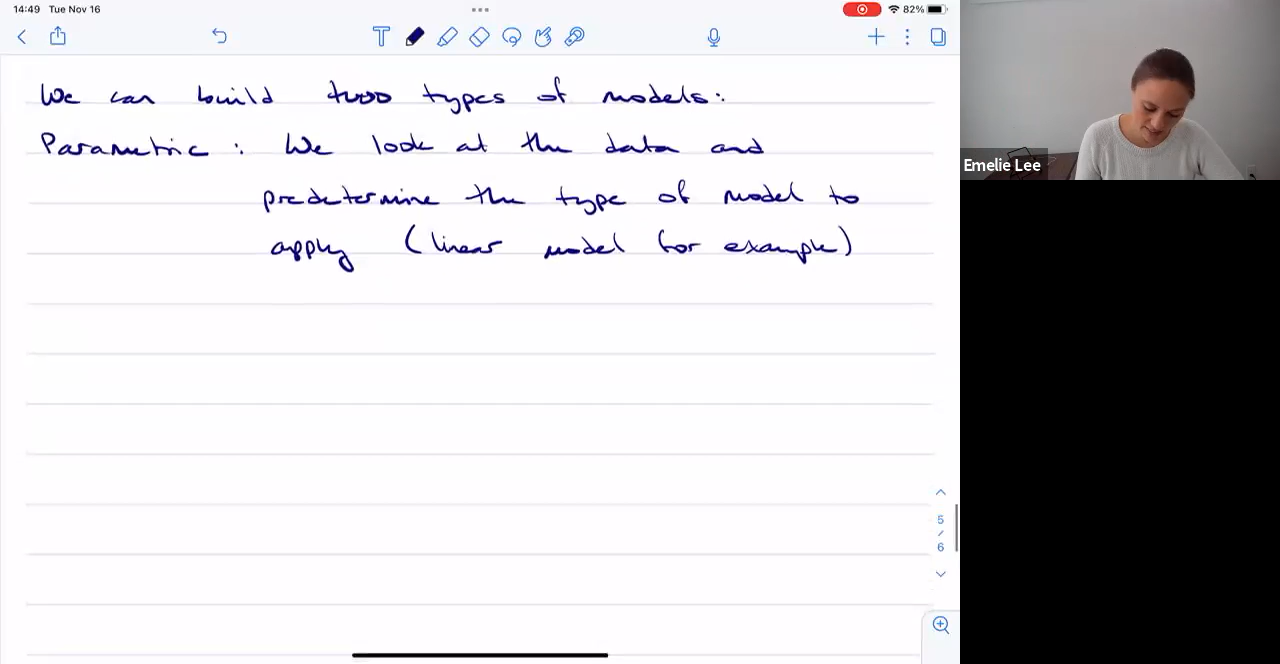 14:49 Tue Nov 16
82%
We can build two types of models:
Parametric : We look at the data and
predetermine the type of model to
apply (linear model for example)
Emelie Lee
5
/
6